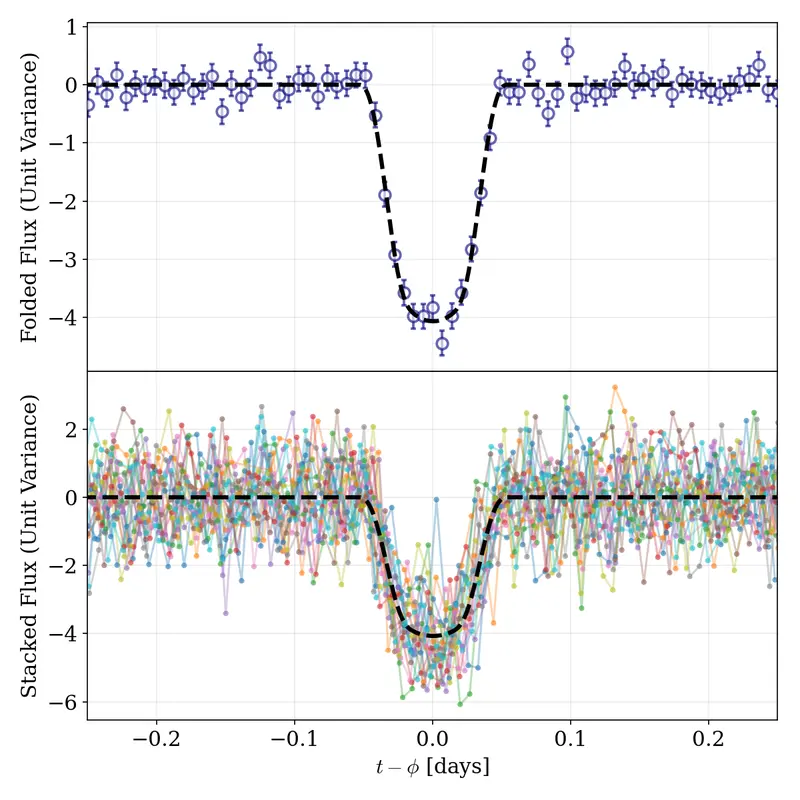 1
0
−1
−2
−3
−4
Folded Flux (Unit Variance)
2
0
−2
−4
−6
Stacked Flux (Unit Variance)
−0.2 −0.1 0.0 0.1 0.2
t − ϕ [days]